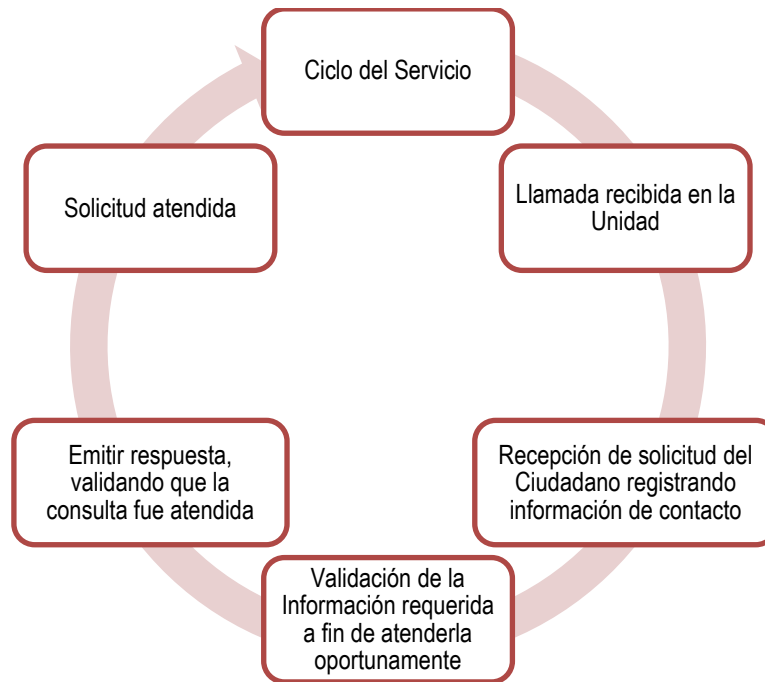 Ciclo del Servicio
Llamada recibida en la
Unidad
Recepción de solicitud del
Ciudadano registrando
información de contacto
Validación de la
Información requerida
a fin de atenderla
oportunamente
Emitir respuesta,
validando que la
consulta fue atendida
Solicitud atendida